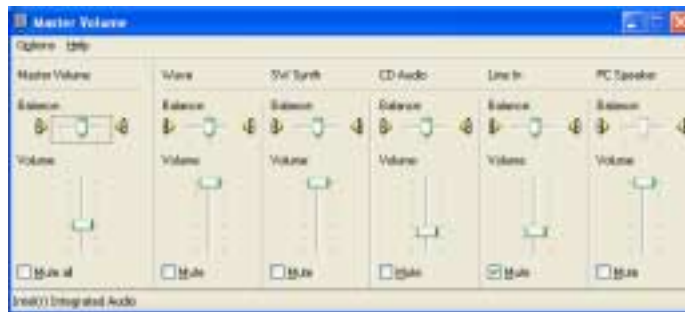 Master Volume
Options Help
Master Volume Wave SW Synth CD Audio Line In PC Speaker
Balance: Balance: Balance: Balance: Balance: Balance:
Volume: Volume: Volume: Volume: Volume: Volume:
Mute all Mute Mute Mute Mute Mute
Intel(r) Integrated Audio